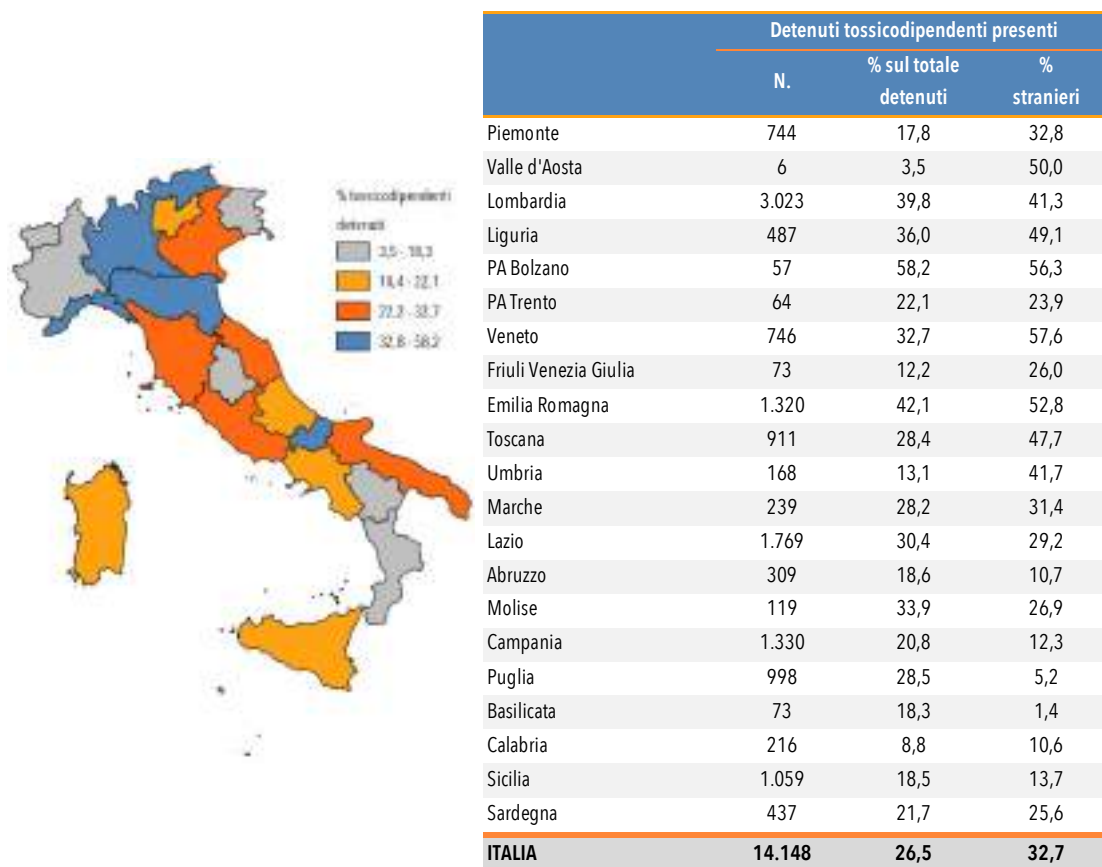 % tossicodipendenti
detenuti
3,5 - 18,3
18,4 - 22,1
22,2 - 32,7
32,8 - 58,2
Detenuti tossicodipendenti presenti
N.
% sul totale
detenuti
%
stranieri
Piemonte 744 17,8 32,8
Valle d'Aosta 6 3,5 50,0
Lombardia 3.023 39,8 41,3
Liguria 487 36,0 49,1
PA Bolzano 57 58,2 56,3
PA Trento 64 22,1 23,9
Veneto 746 32,7 57,6
Friuli Venezia Giulia 73 12,2 26,0
Emilia Romagna 1.320 42,1 52,8
Toscana 911 28,4 47,7
Umbria 168 13,1 41,7
Marche 239 28,2 31,4
Lazio 1.769 30,4 29,2
Abruzzo 309 18,6 10,7
Molise 119 33,9 26,9
Campania 1.330 20,8 12,3
Puglia 998 28,5 5,2
Basilicata 73 18,3 1,4
Calabria 216 8,8 10,6
Sicilia 1.059 18,5 13,7
Sardegna 437 21,7 25,6
ITALIA 14.148 26,5 32,7